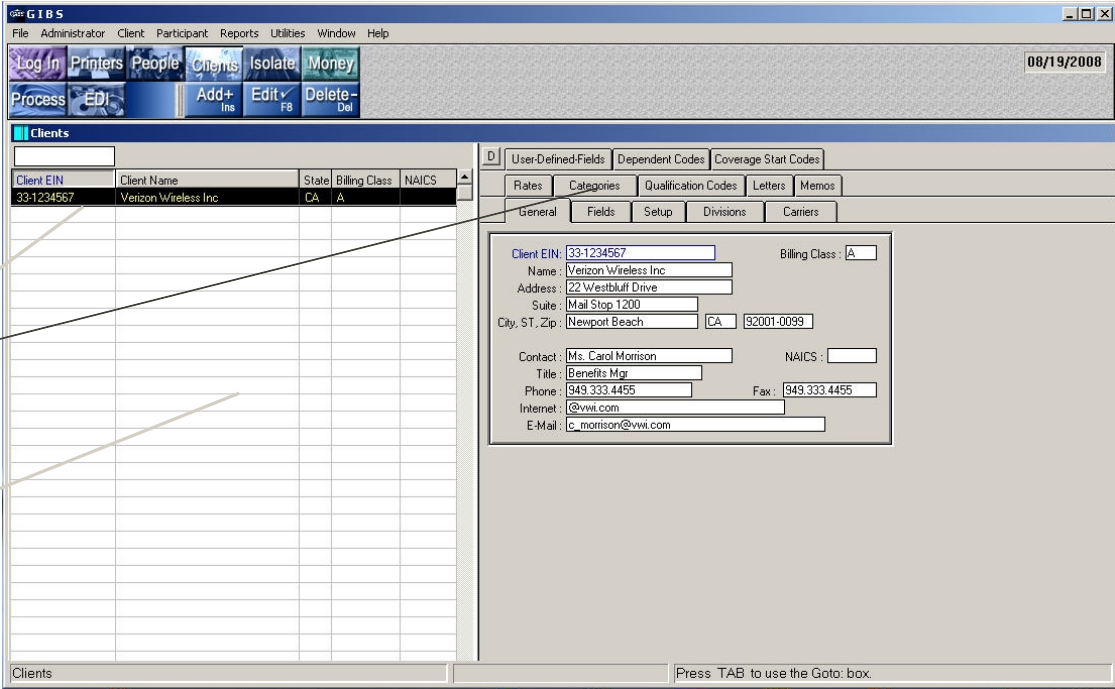 GIBS
File Administrator Client Participant Reports Utilities Window Help
Log In Printers People Clients Isolate Money
08/19/2008
Process EDI Add+ Ins Edit F8 Delete- Del
Clients
D User-Defined-Fields Dependent Codes Coverage Start Codes
Rates Categories Qualification Codes Letters Memos
General Fields Setup Divisions Carriers
Client EIN Client Name State Billing Class NAICS
33-1234567 Verizon Wireless Inc CA A
Client EIN: 33-1234567 Billing Class : A
Name : Verizon Wireless Inc
Address : 22 Westbluff Drive
Suite : Mail Stop 1200
City, ST, Zip : Newport Beach CA 92001-0099
Contact : Ms. Carol Morrison NAICS :
Title : Benefits Mgr
Phone : 949.333.4455 Fax : 949.333.4455
Internet : @vwi.com
E-Mail : c_morrison@vwi.com
Clients Press TAB to use the Goto: box.